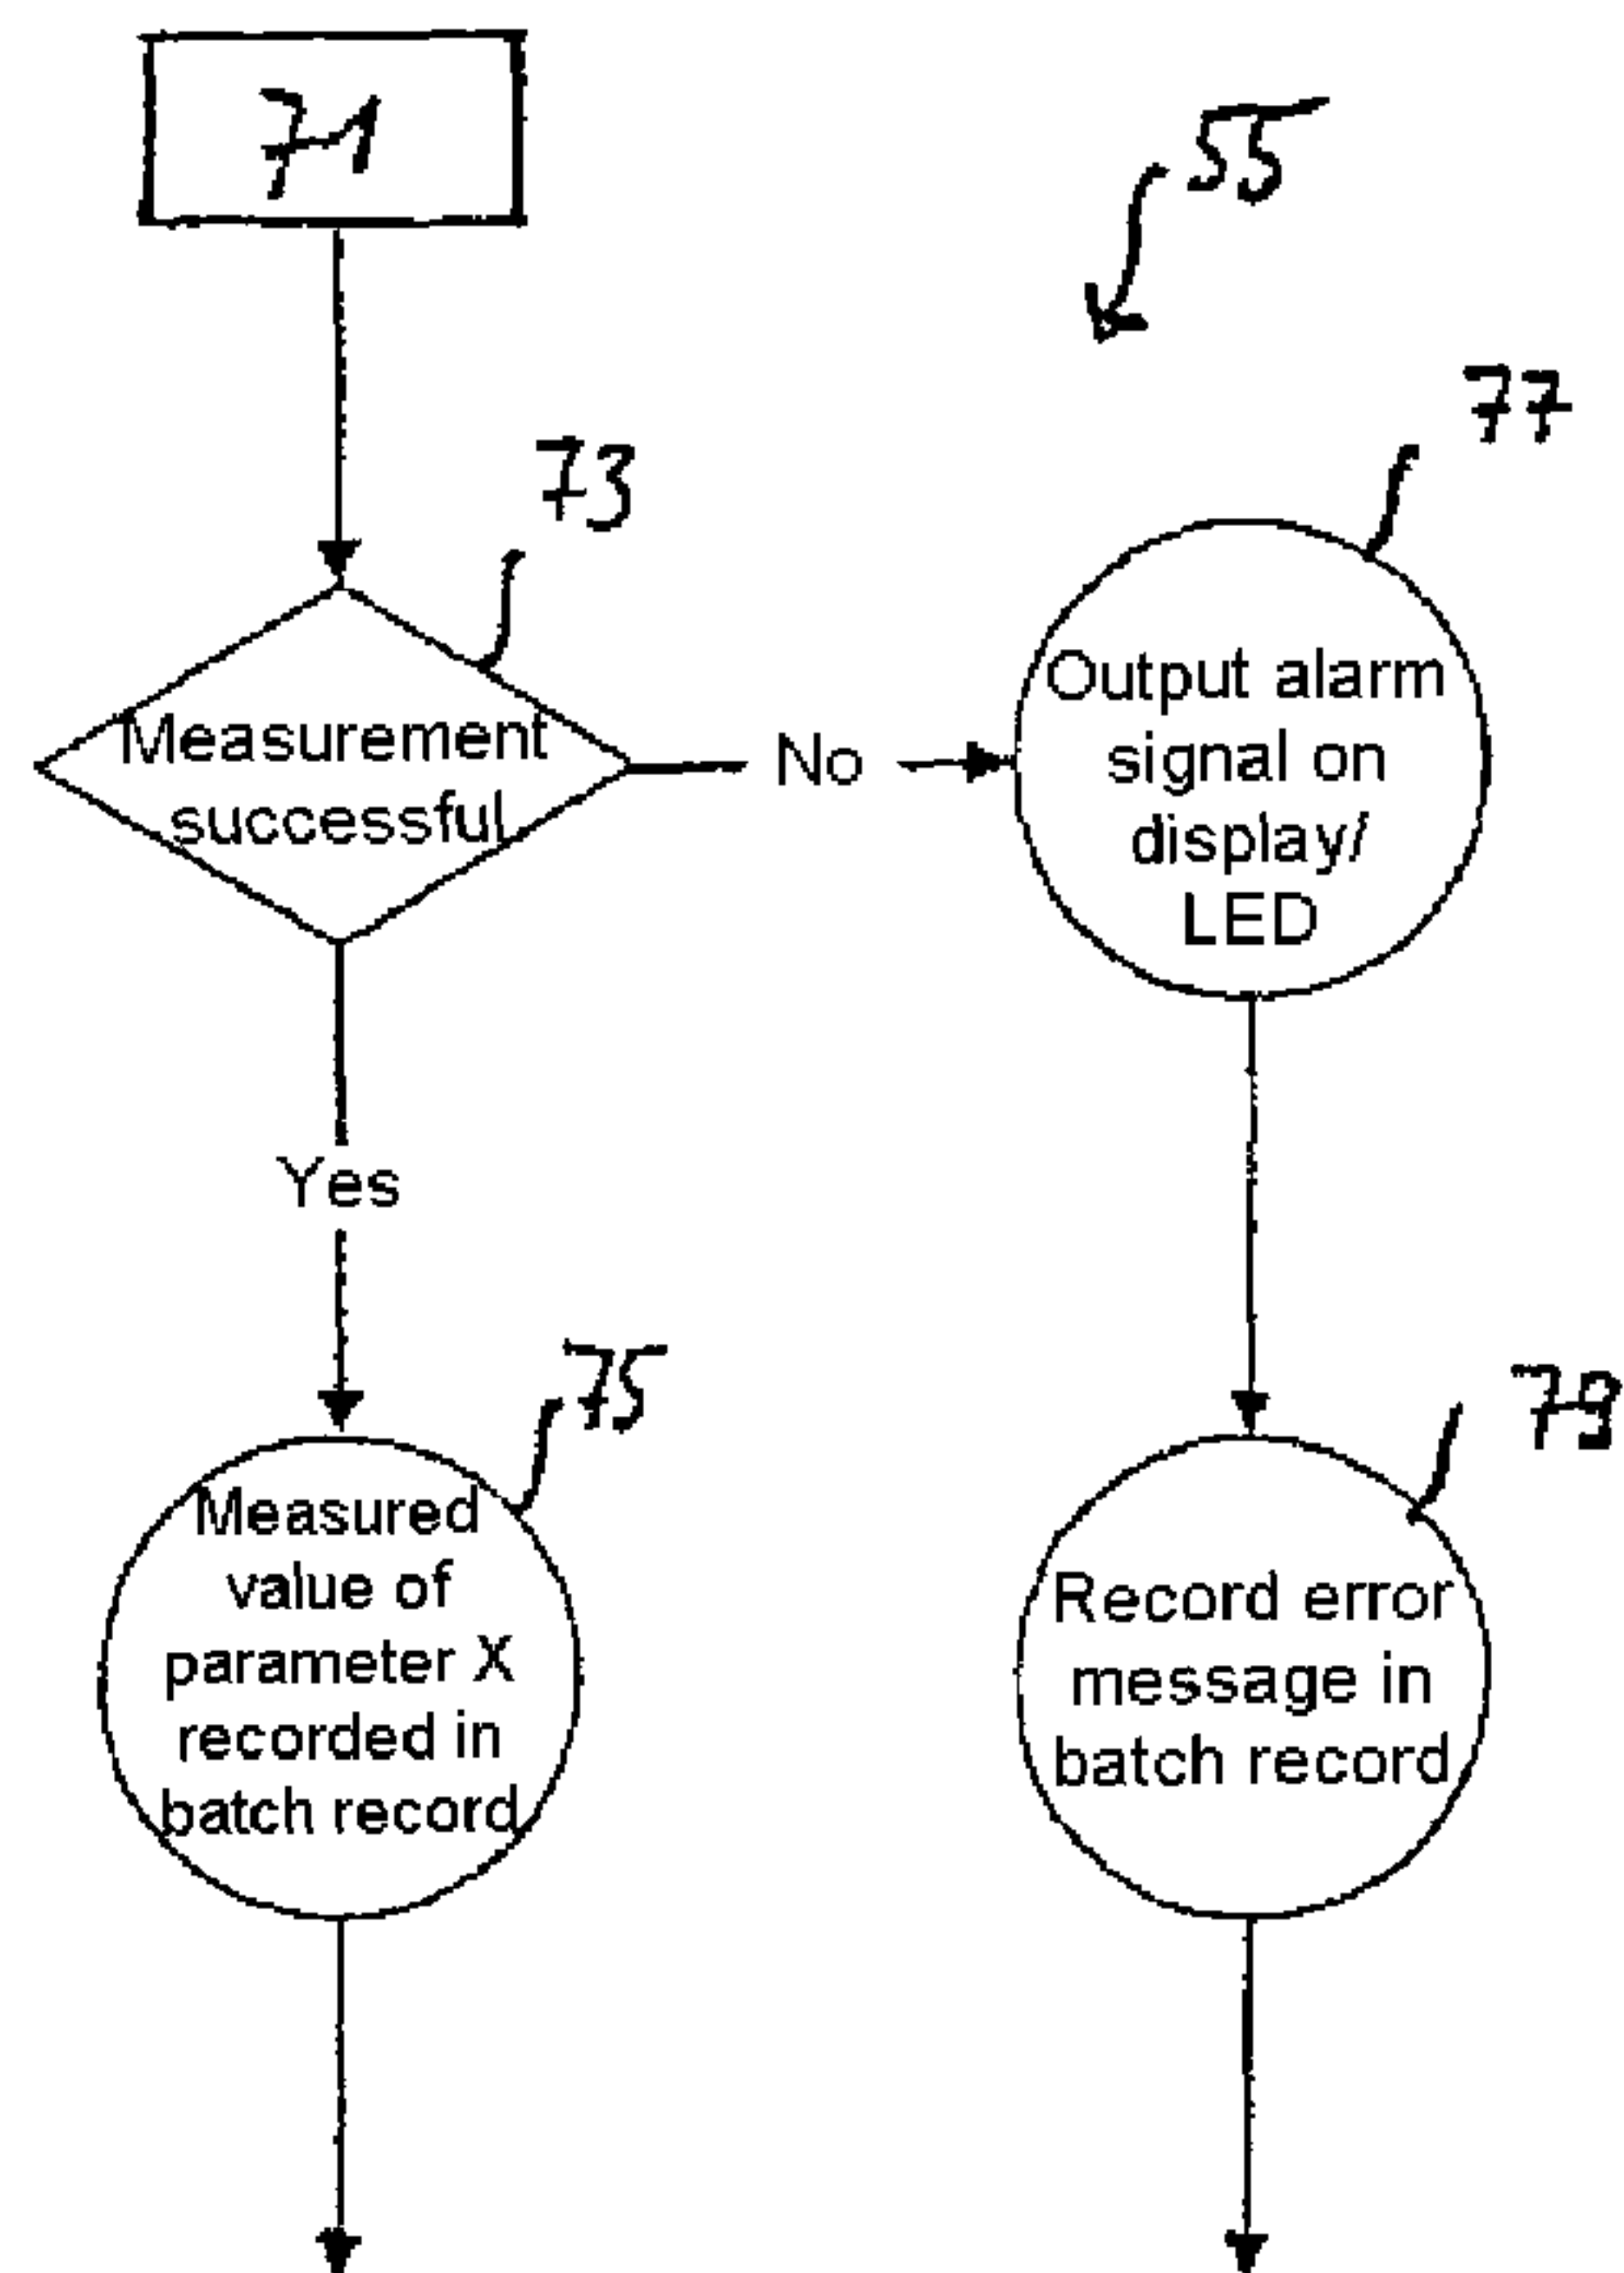 71
55
77
73
Measurement
successful
No
Output alarm
signal on
display/
LED
Yes
75
79
Measured
value of
parameter X
recorded in
batch record
Record error
message in
batch record